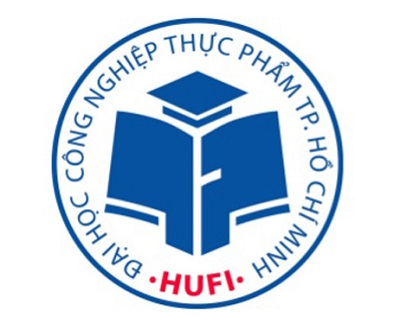 ĐẠI HỌC CÔNG NGHIỆP THỰC PHẨM TP. HỒ CHÍ MINH
• HUFI •